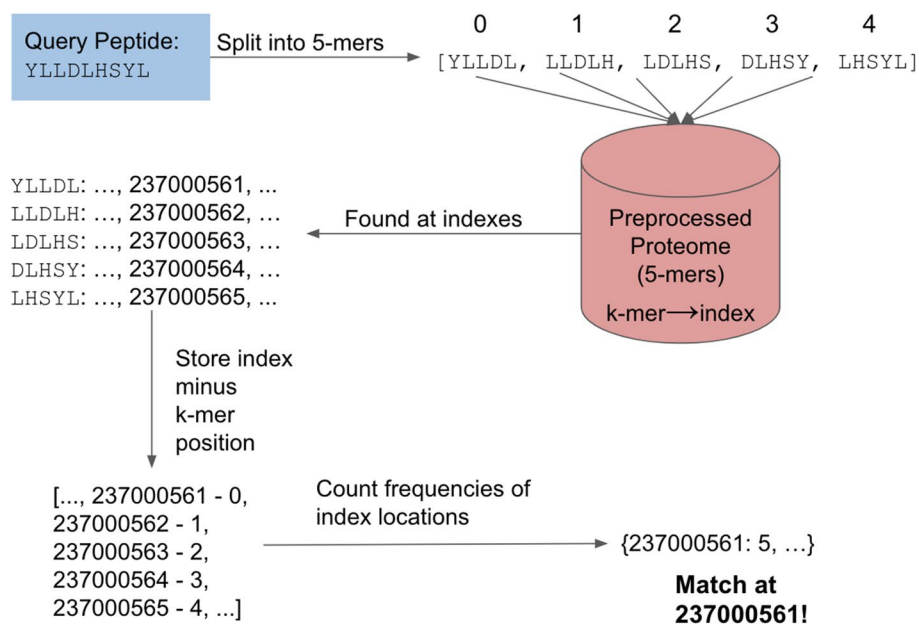 Query Peptide:
YLLDLHSYL
Split into 5-mers
0 1 2 3 4
[YLLDL, LLDLH, LDLHS, DLHSY, LHSYL]
Preprocessed
Proteome
(5-mers)
k-mer→index
Found at indexes
YLLDL: ..., 237000561, ...
LLDLH: ..., 237000562, ...
LDLHS: ..., 237000563, ...
DLHSY: ..., 237000564, ...
LHSYL: ..., 237000565, ...
Store index
minus
k-mer
position
[..., 237000561 - 0,
237000562 - 1,
237000563 - 2,
237000564 - 3,
237000565 - 4, ...]
Count frequencies of
index locations
{237000561: 5, ...}
Match at
237000561!